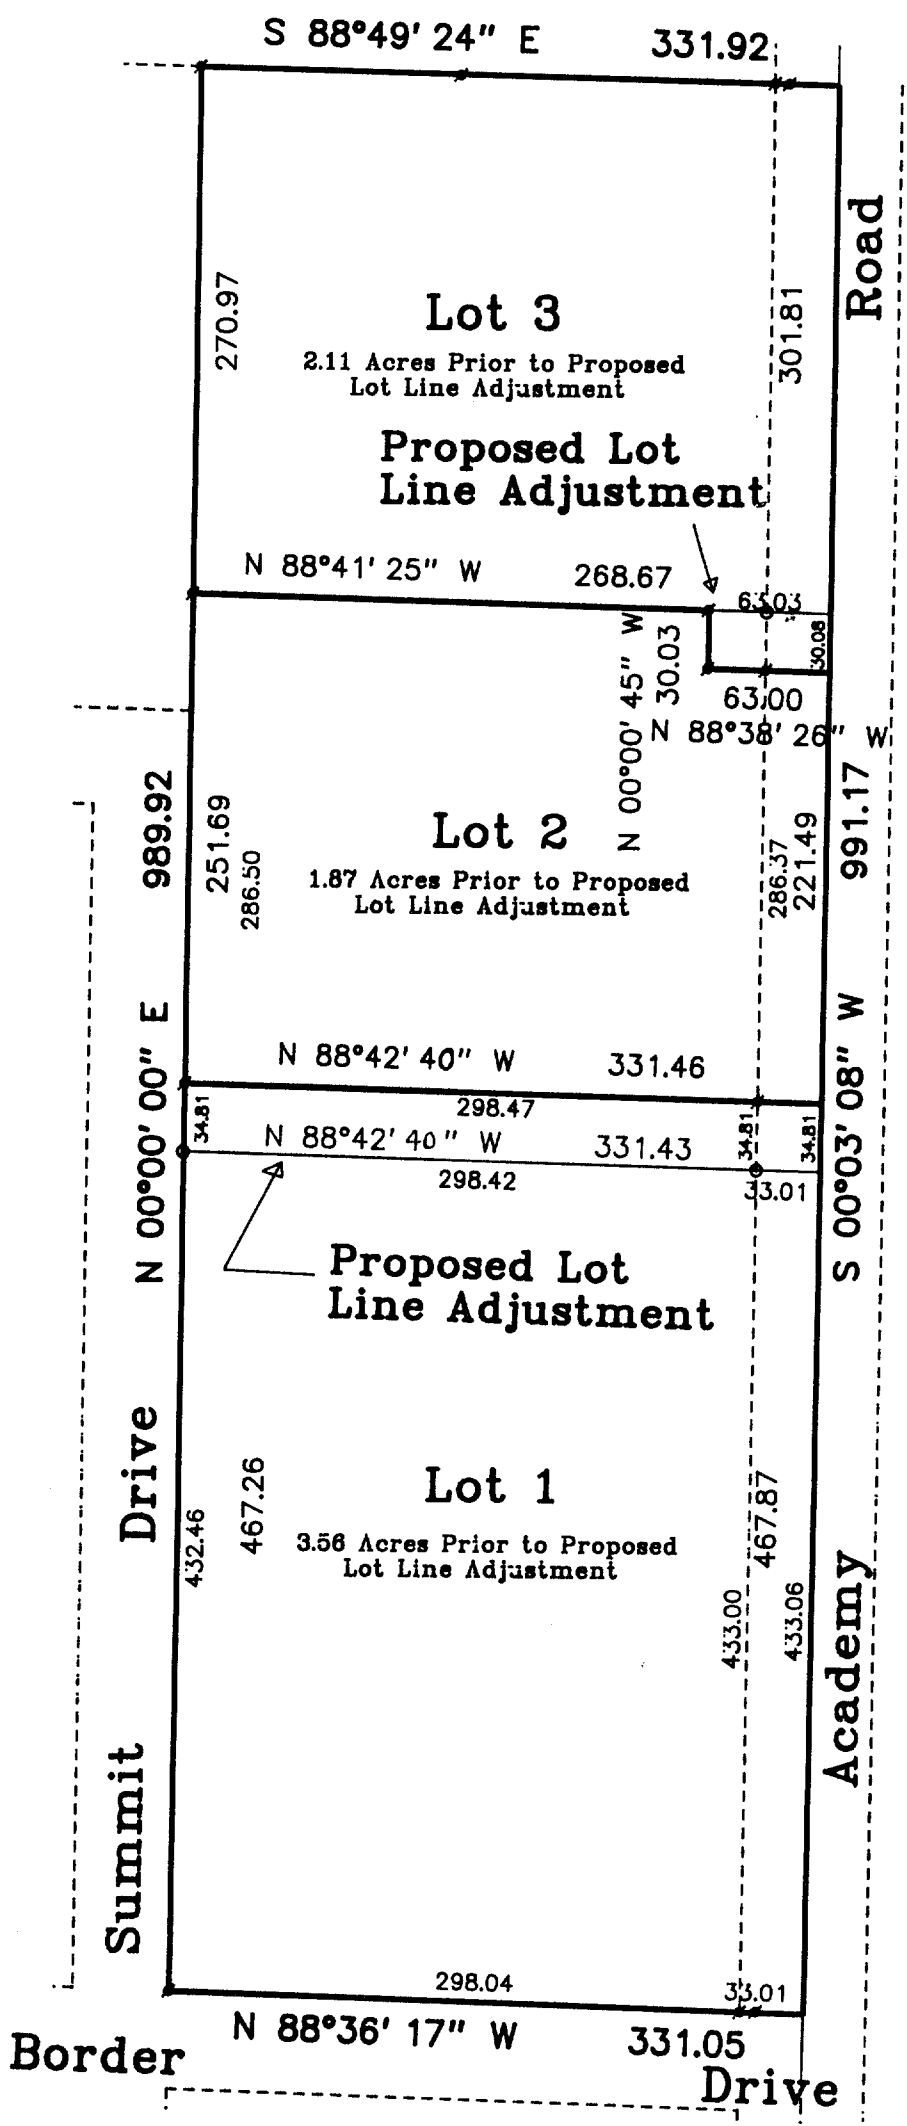 S 88°49' 24" E 331.92
Road
270.97
301.81
Lot 3
2.11 Acres Prior to Proposed
Lot Line Adjustment
Proposed Lot
Line Adjustment
N 88°41' 25" W 268.67
63.03
N 00°00' 45" W
30.03
30.08
63.00
N 88°38' 26" W
989.92
251.69
286.50
Lot 2
1.87 Acres Prior to Proposed
Lot Line Adjustment
286.37
221.49
991.17
N 00°00' 00" E
S 00°03' 08" W
N 88°42' 40" W 331.46
298.47
34.81
34.81
34.81
N 88°42' 40" W 331.43
298.42
33.01
Proposed Lot
Line Adjustment
Summit Drive
432.46
467.26
Lot 1
3.56 Acres Prior to Proposed
Lot Line Adjustment
467.87
433.00
433.06
Academy
298.04
33.01
N 88°36' 17" W 331.05
Border Drive